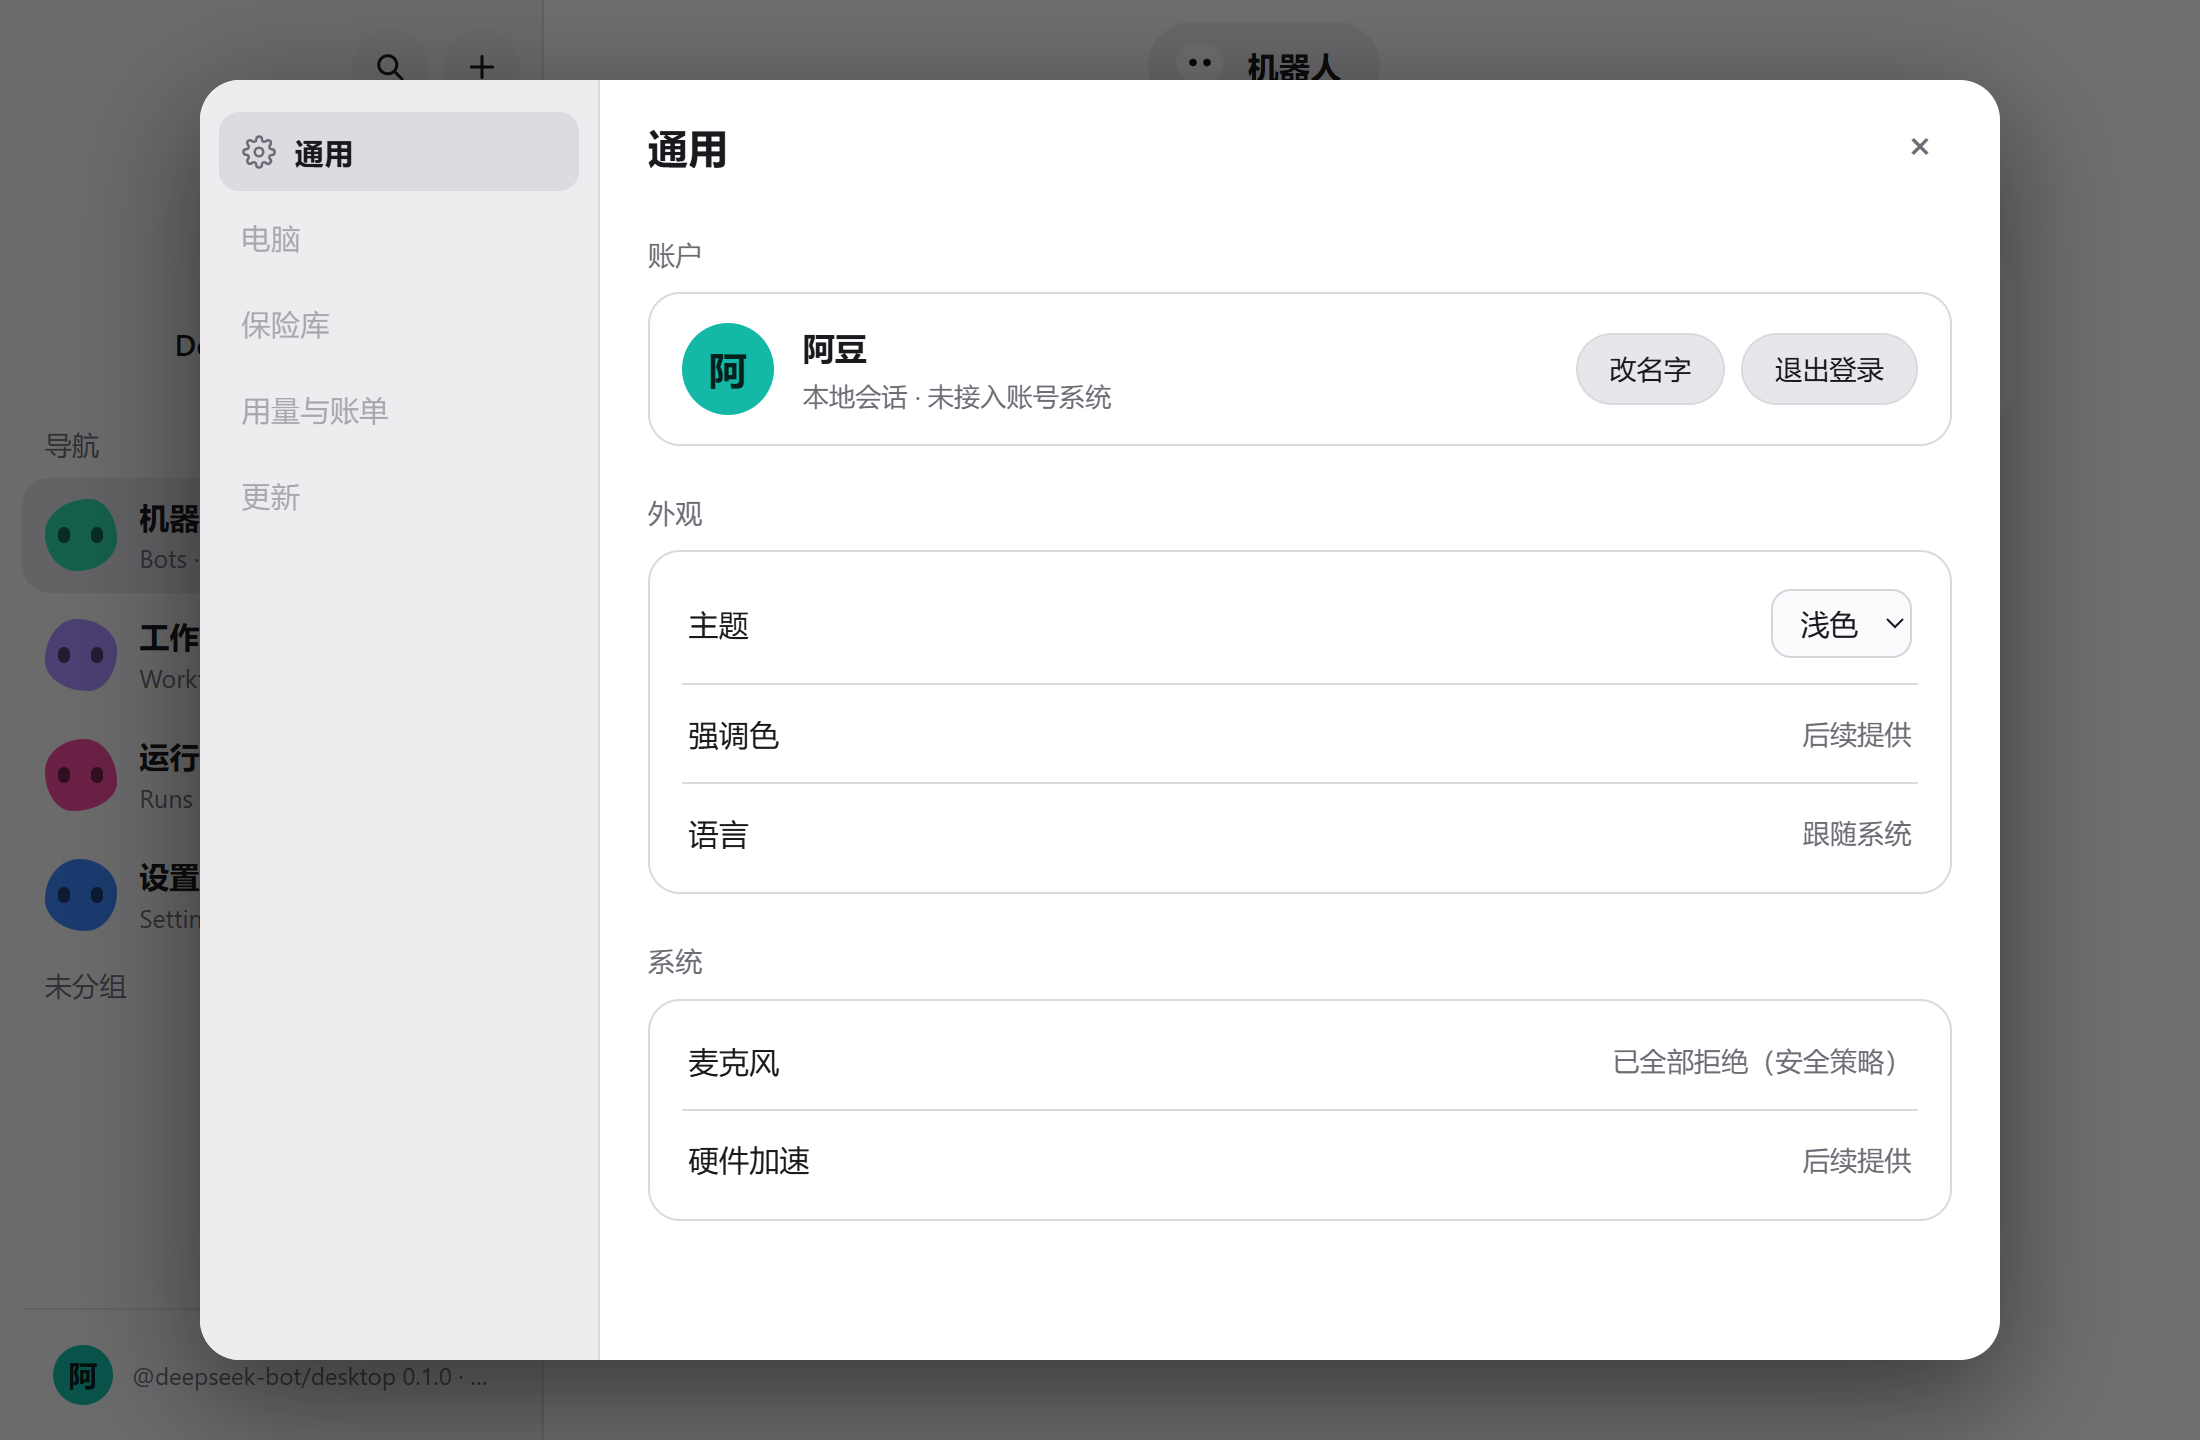 机器人
通用
电脑
保险库
用量与账单
更新
通用
账户
阿
阿豆
本地会话 · 未接入账号系统
改名字
退出登录
外观
主题
浅色
强调色
后续提供
语言
跟随系统
系统
麦克风
已全部拒绝（安全策略）
硬件加速
后续提供
导航
机器
Bots ·
工作
Work
运行
Runs
设置
Settin
未分组
阿
@deepseek-bot/desktop 0.1.0 · ...